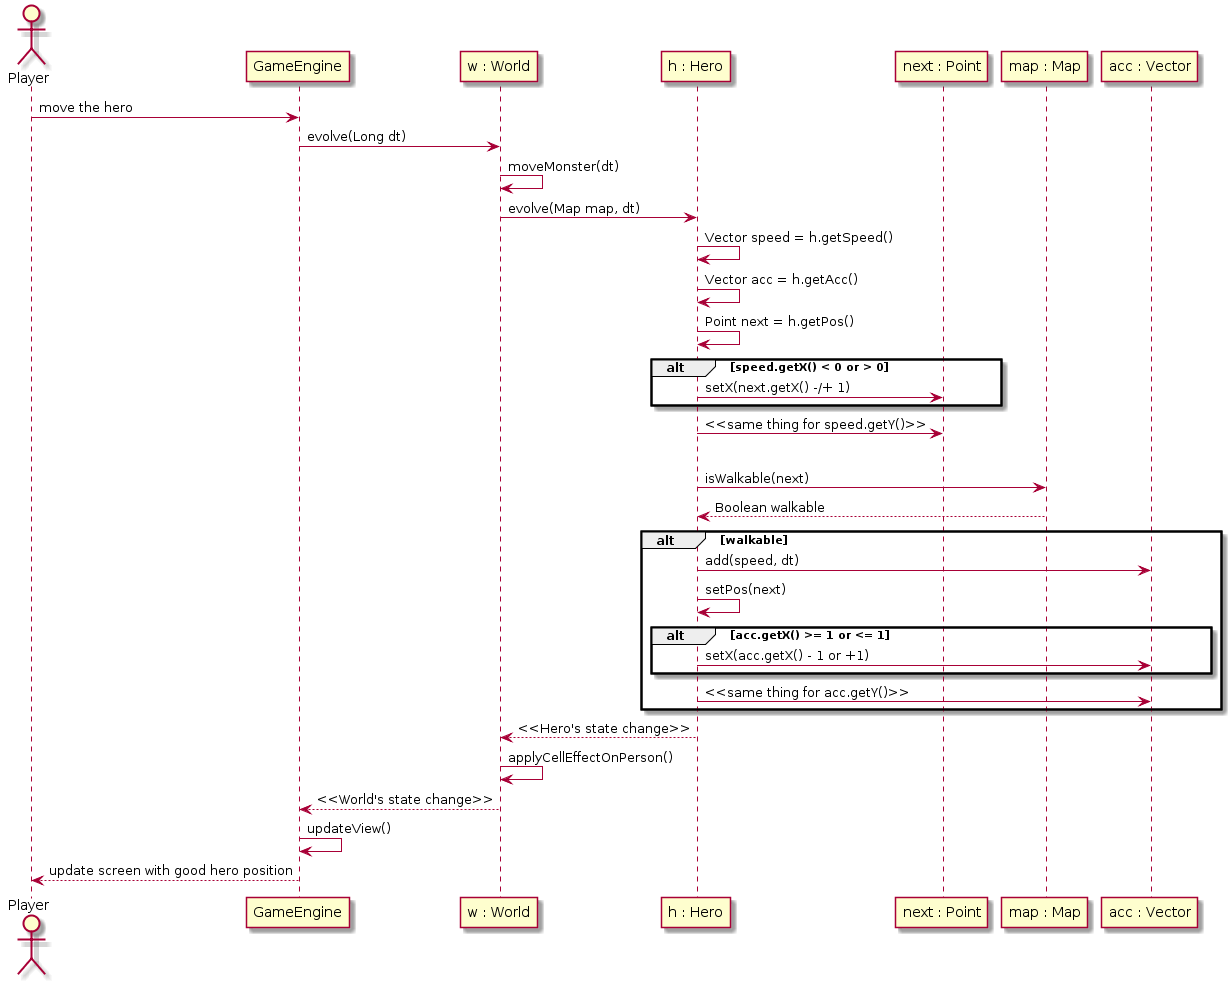 Player
GameEngine
w : World
h : Hero
next : Point
map : Map
acc : Vector
move the hero
evolve(Long dt)
moveMonster(dt)
evolve(Map map, dt)
Vector speed = h.getSpeed()
Vector acc = h.getAcc()
Point next = h.getPos()
alt
[speed.getX() < 0 or > 0]
setX(next.getX() -/+ 1)
<<same thing for speed.getY()>>
isWalkable(next)
Boolean walkable
alt
[walkable]
add(speed, dt)
setPos(next)
alt
[acc.getX() >= 1 or <= 1]
setX(acc.getX() - 1 or +1)
<<same thing for acc.getY()>>
<<Hero's state change>>
applyCellEffectOnPerson()
<<World's state change>>
updateView()
update screen with good hero position
Player
GameEngine
w : World
h : Hero
next : Point
map : Map
acc : Vector